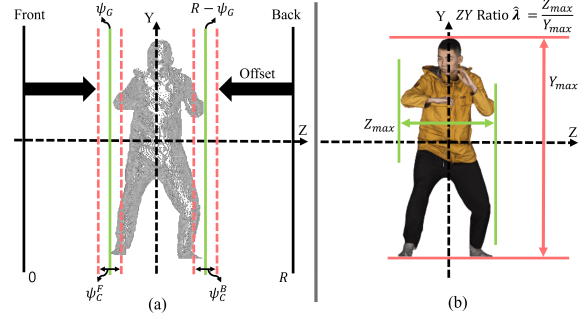 Front
ψ_G
Y
R − ψ_G
Back
Offset
Z
0
ψ_C^F
ψ_C^B
R
(a)
Y
ZY Ratio λ̂ = Z_max / Y_max
Z_max
Y_max
Z
(b)